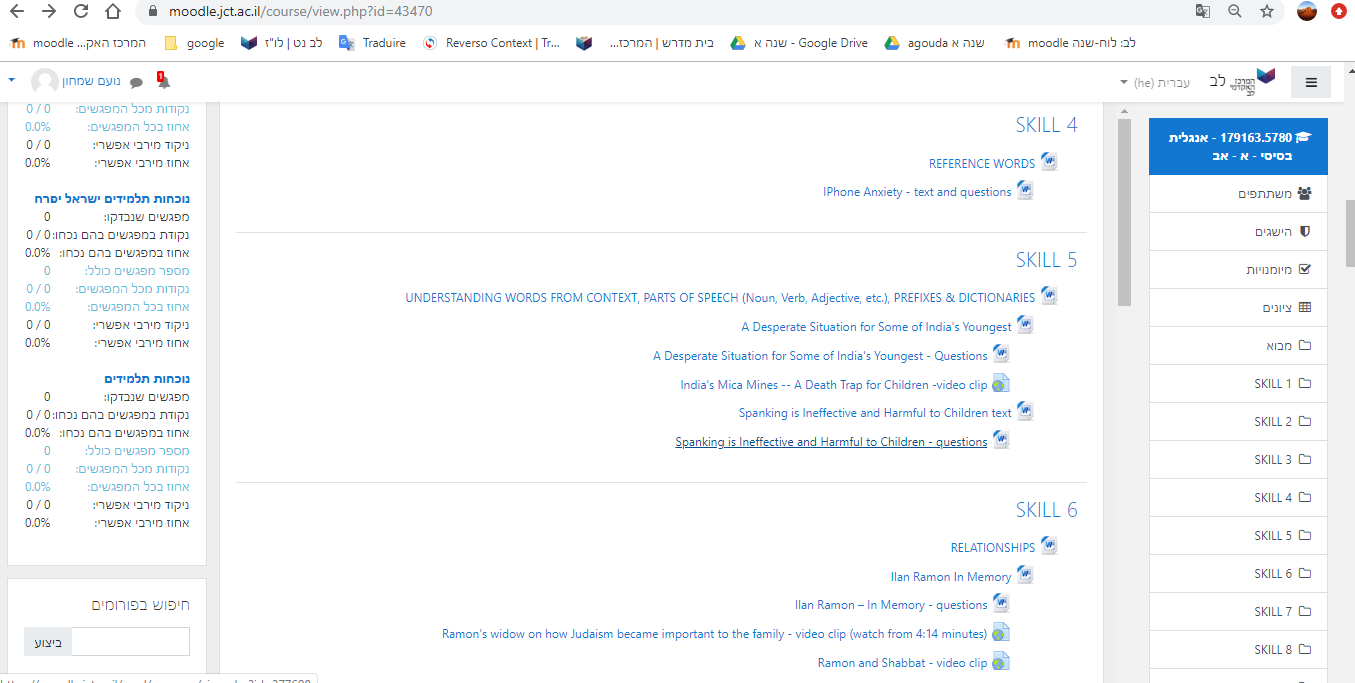 moodle.jct.ac.il/course/view.php?id=43470
moodle ...המרכז האק
google
לב נט | לו"ז
Traduire
Reverso Context | Tr...
בית מדרש | המרכז...
שנה א - Google Drive
שנה א agouda
לב: לוח-שנה moodle
נועם שמחון
1
עברית (he)
לב
המרכז
האקדמי
לב
נקודות מכל המפגשים: 0 / 0
אחוז בכל המפגשים: 0.0%
ניקוד מירבי אפשרי: 0 / 0
אחוז מירבי אפשרי: 0.0%
נוכחות תלמידים ישראל יפרח
מפגשים שנבדקו: 0
נקודת במפגשים בהם נכחו: 0 / 0
אחוז במפגשים בהם נכחו: 0.0%
מספר מפגשים כולל: 0
נקודות מכל המפגשים: 0 / 0
אחוז בכל המפגשים: 0.0%
ניקוד מירבי אפשרי: 0 / 0
אחוז מירבי אפשרי: 0.0%
נוכחות תלמידים
מפגשים שנבדקו: 0
נקודת במפגשים בהם נכחו: 0 / 0
אחוז במפגשים בהם נכחו: 0.0%
מספר מפגשים כולל: 0
נקודות מכל המפגשים: 0 / 0
אחוז בכל המפגשים: 0.0%
ניקוד מירבי אפשרי: 0 / 0
אחוז מירבי אפשרי: 0.0%
חיפוש בפורומים
ביצוע
SKILL 4
REFERENCE WORDS
IPhone Anxiety - text and questions
SKILL 5
UNDERSTANDING WORDS FROM CONTEXT, PARTS OF SPEECH (Noun, Verb, Adjective, etc.), PREFIXES & DICTIONARIES
A Desperate Situation for Some of India's Youngest
A Desperate Situation for Some of India's Youngest - Questions
India's Mica Mines -- A Death Trap for Children -video clip
Spanking is Ineffective and Harmful to Children text
Spanking is Ineffective and Harmful to Children - questions
SKILL 6
RELATIONSHIPS
Ilan Ramon In Memory
Ilan Ramon – In Memory - questions
Ramon's widow on how Judaism became important to the family - video clip (watch from 4:14 minutes)
Ramon and Shabbat - video clip
179163.5780 - אנגלית
בסיסי - א - אב
משתתפים
הישגים
מיומנויות
ציונים
מבוא
SKILL 1
SKILL 2
SKILL 3
SKILL 4
SKILL 5
SKILL 6
SKILL 7
SKILL 8